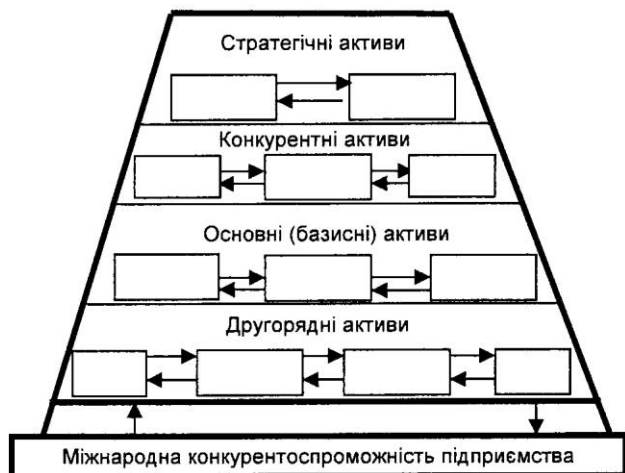 Стратегічні активи
Конкурентні активи
Основні (базисні) активи
Другорядні активи
Міжнародна конкурентоспроможність підприємства